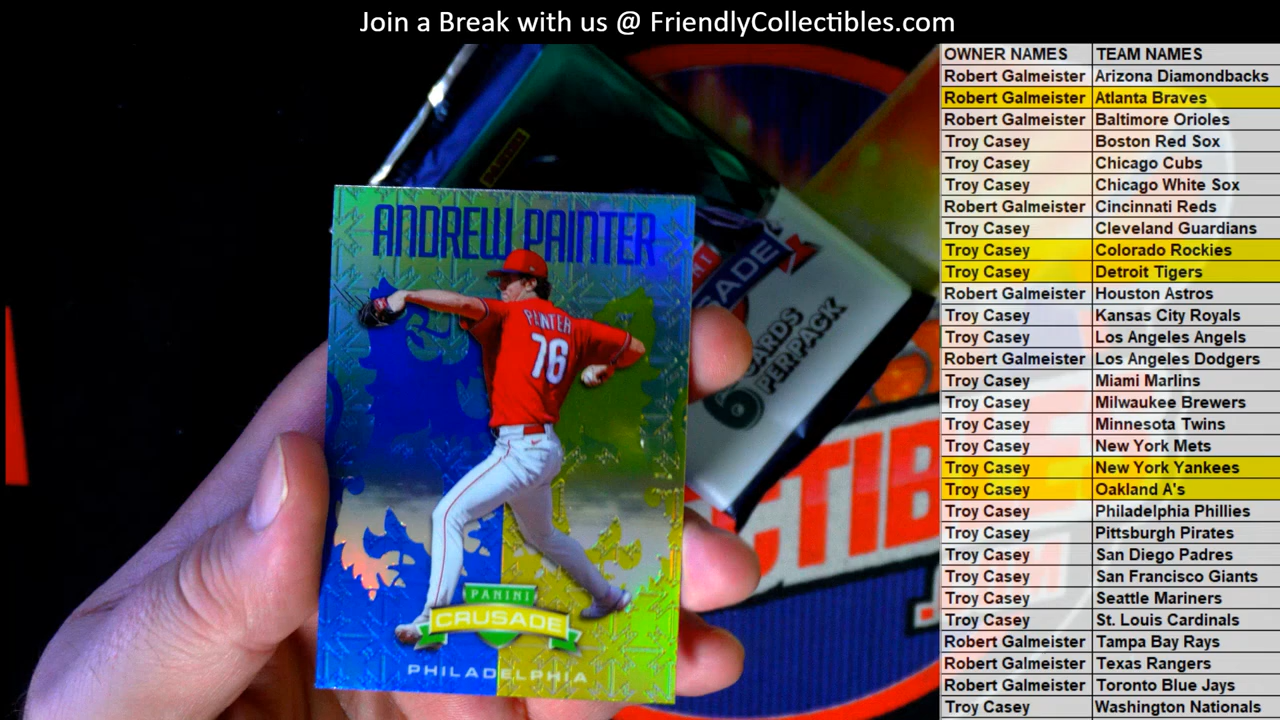 Join a Break with us @ FriendlyCollectibles.com
OWNER NAMES TEAM NAMES
Robert Galmeister Arizona Diamondbacks
Robert Galmeister Atlanta Braves
Robert Galmeister Baltimore Orioles
Troy Casey Boston Red Sox
Troy Casey Chicago Cubs
Troy Casey Chicago White Sox
Robert Galmeister Cincinnati Reds
Troy Casey Cleveland Guardians
Troy Casey Colorado Rockies
Troy Casey Detroit Tigers
Robert Galmeister Houston Astros
Troy Casey Kansas City Royals
Troy Casey Los Angeles Angels
Robert Galmeister Los Angeles Dodgers
Troy Casey Miami Marlins
Troy Casey Milwaukee Brewers
Troy Casey Minnesota Twins
Troy Casey New York Mets
Troy Casey New York Yankees
Troy Casey Oakland A's
Troy Casey Philadelphia Phillies
Troy Casey Pittsburgh Pirates
Troy Casey San Diego Padres
Troy Casey San Francisco Giants
Troy Casey Seattle Mariners
Troy Casey St. Louis Cardinals
Robert Galmeister Tampa Bay Rays
Robert Galmeister Texas Rangers
Robert Galmeister Toronto Blue Jays
Troy Casey Washington Nationals
PANINI
ANDREW PAINTER
PAINTER
76
PANINI
CRUSADE
PHILADELPHIA
6 CARDS
PER PACK